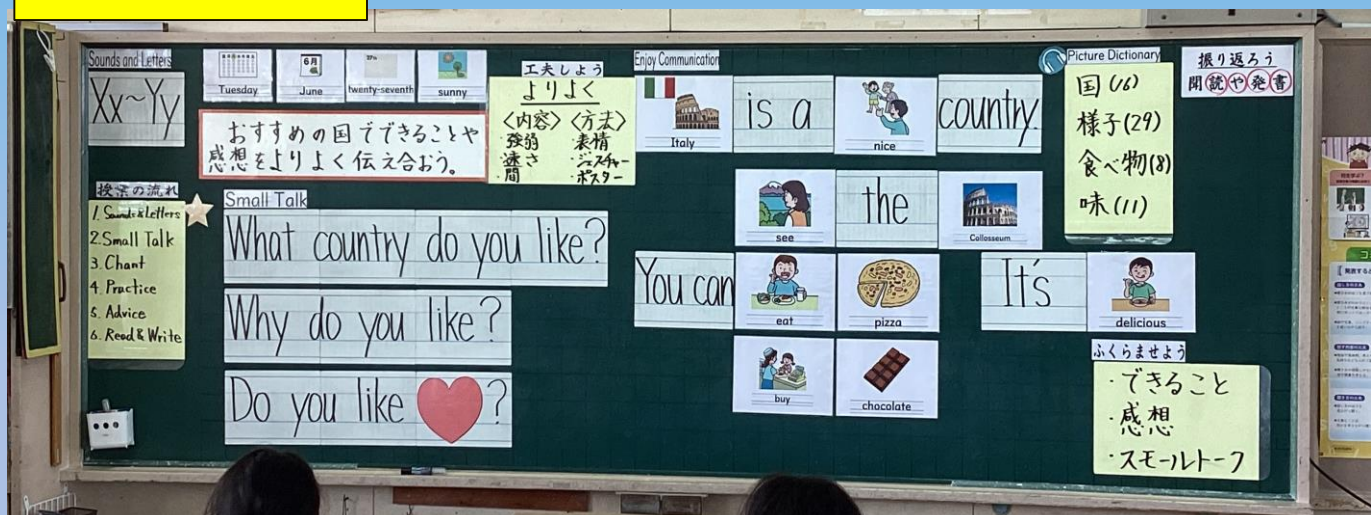 Sounds and Letters
Xx~Yy
Tuesday
6月
June
twenty-seventh
sunny
おすすめの国でできることや
感想をよりよく伝え合おう。
工夫しよう
よりよく
〈内容〉〈方法〉
・強弱 ・表情
・速さ ・ジェスチャー
・間 ・ポスター
授業の流れ
1. Sounds & Letters
2. Small Talk
3. Chant
4. Practice
5. Advice
6. Read & Write
Small Talk
What country do you like?
Why do you like?
Do you like ?
Enjoy Communication
Italy
is a
nice
country.
You can
see
the
Collosseum
eat
pizza
buy
chocolate
It's
delicious
Picture Dictionary
国(16)
様子(29)
食べ物(8)
味(11)
振り返ろう
聞読や発書
ふくらませよう
・できること
・感想
・スモールトーク